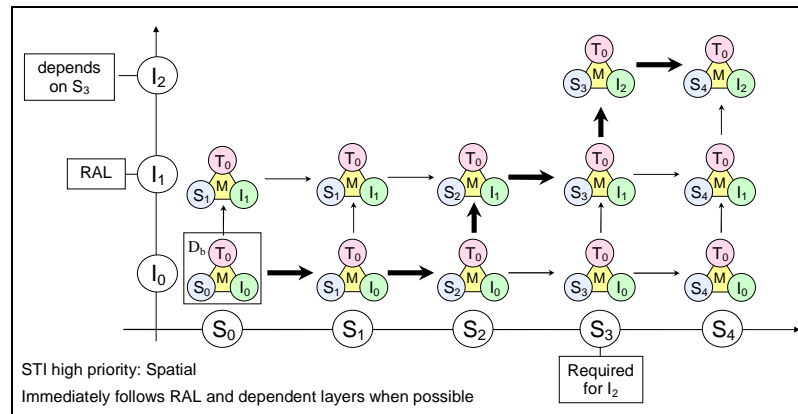 depends
on S3
I2
T0
M
S3
I2
T0
M
S4
I2
RAL
I1
T0
M
S1
I1
T0
M
S1
I1
T0
M
S2
I1
T0
M
S3
I1
T0
M
S4
I1
I0
Db
T0
M
S0
I0
T0
M
S1
I0
T0
M
S2
I0
T0
M
S3
I0
T0
M
S4
I0
S0
S1
S2
S3
S4
Required
for I2
STI high priority: Spatial
Immediately follows RAL and dependent layers when possible